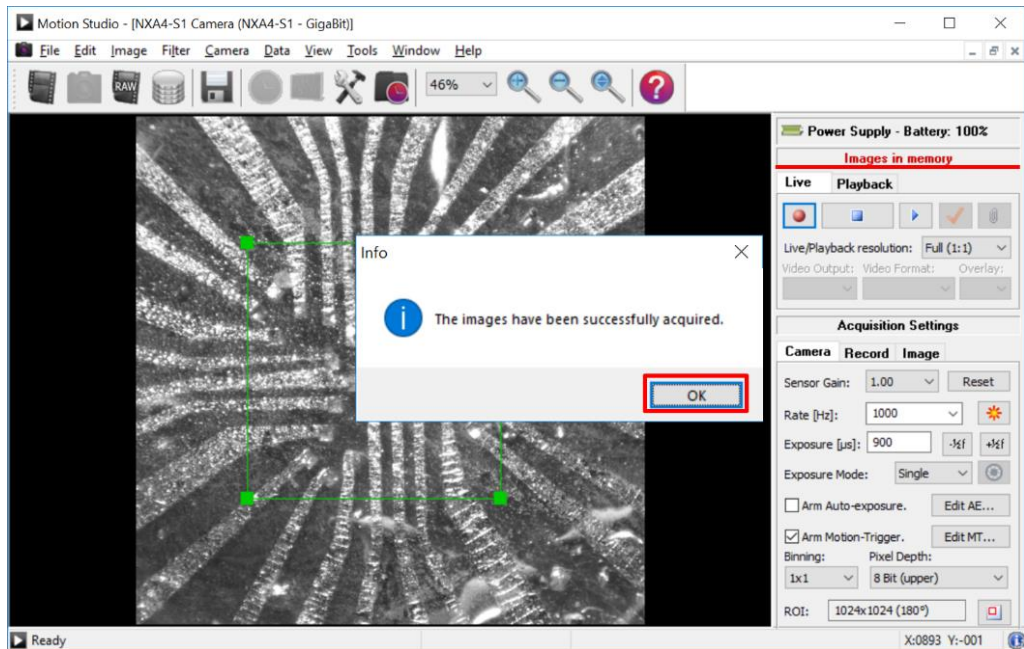 Motion Studio - [NXA4-S1 Camera (NXA4-S1 - GigaBit)]
File Edit Image Filter Camera Data View Tools Window Help
RAW 46%
Power Supply - Battery: 100%
Images in memory
Live Playback
Live/Playback resolution: Full (1:1)
Video Output: Video Format: Overlay:
Info
The images have been successfully acquired.
OK
Acquisition Settings
Camera Record Image
Sensor Gain: 1.00 Reset
Rate [Hz]: 1000
Exposure [µs]: 900 -½f +½f
Exposure Mode: Single
Arm Auto-exposure. Edit AE...
Arm Motion-Trigger. Edit MT...
Binning: Pixel Depth:
1x1 8 Bit (upper)
ROI: 1024x1024 (180°)
Ready X:0893 Y:-001